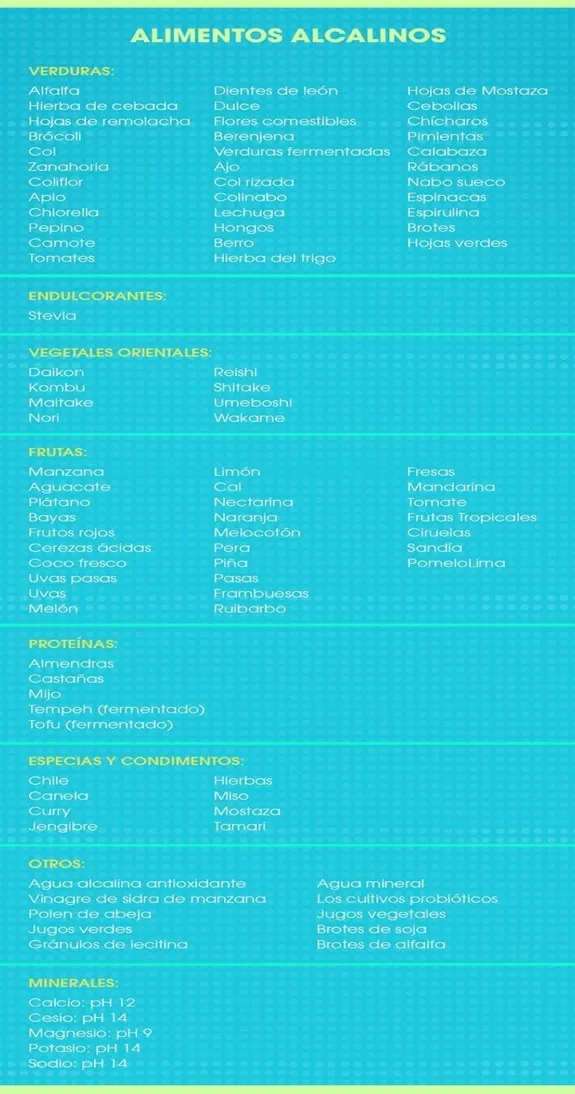 ALIMENTOS ALCALINOS
VERDURAS:
Alfalfa
Hierba de cebada
Hojas de remolacha
Brócoli
Col
Zanahoria
Coliflor
Apio
Chlorella
Pepino
Camote
Tomates
Dientes de león
Dulce
Flores comestibles
Berenjena
Verduras fermentadas
Ajo
Col rizada
Colinabo
Lechuga
Hongos
Berro
Hierba del trigo
Hojas de Mostaza
Cebollas
Chícharos
Pimientas
Calabaza
Rábanos
Nabo sueco
Espinacas
Espirulina
Brotes
Hojas verdes
ENDULCORANTES:
Stevia
VEGETALES ORIENTALES:
Daikon
Kombu
Maitake
Nori
Reishi
Shitake
Umeboshi
Wakame
FRUTAS:
Manzana
Aguacate
Plátano
Bayas
Frutos rojos
Cerezas ácidas
Coco fresco
Uvas pasas
Uvas
Melón
Limón
Cal
Nectarina
Naranja
Melocotón
Pera
Piña
Pasas
Frambuesas
Ruibarbo
Fresas
Mandarina
Tomate
Frutas Tropicales
Ciruelas
Sandía
PomeloLima
PROTEÍNAS:
Almendras
Castañas
Mijo
Tempeh (fermentado)
Tofu (fermentado)
ESPECIAS Y CONDIMENTOS:
Chile
Canela
Curry
Jengibre
Hierbas
Miso
Mostaza
Tamari
OTROS:
Agua alcalina antioxidante
Vinagre de sidra de manzana
Polen de abeja
Jugos verdes
Gránulos de lecitina
Agua mineral
Los cultivos probióticos
Jugos vegetales
Brotes de soja
Brotes de alfalfa
MINERALES:
Calcio: pH 12
Cesio: pH 14
Magnesio: pH 9
Potasio: pH 14
Sodio: pH 14